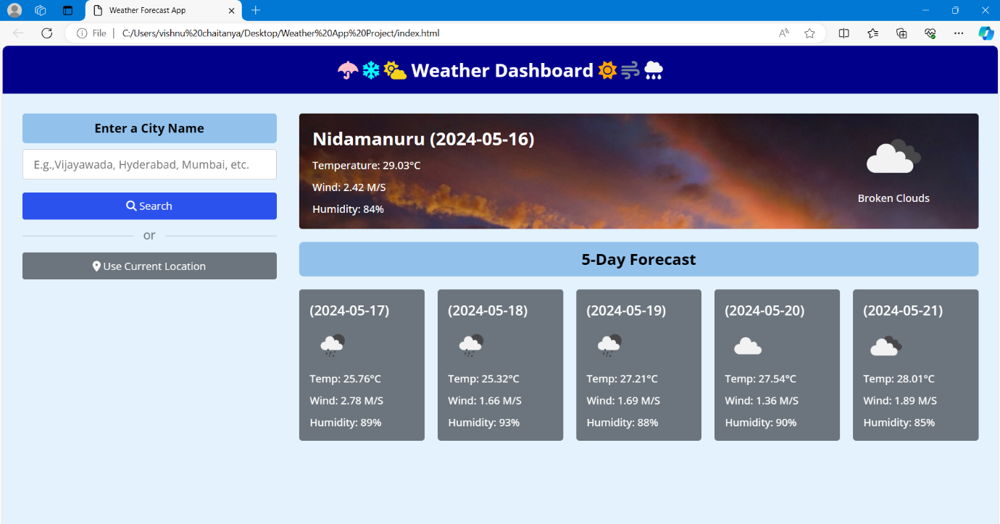 Weather Forecast App
File
C:/Users/vishnu%20chaitanya/Desktop/Weather%20App%20Project/index.html
Weather Dashboard
Enter a City Name
E.g.,Vijayawada, Hyderabad, Mumbai, etc.
Search
or
Use Current Location
Nidamanuru (2024-05-16)
Temperature: 29.03°C
Wind: 2.42 M/S
Humidity: 84%
Broken Clouds
5-Day Forecast
(2024-05-17)
Temp: 25.76°C
Wind: 2.78 M/S
Humidity: 89%
(2024-05-18)
Temp: 25.32°C
Wind: 1.66 M/S
Humidity: 93%
(2024-05-19)
Temp: 27.21°C
Wind: 1.69 M/S
Humidity: 88%
(2024-05-20)
Temp: 27.54°C
Wind: 1.36 M/S
Humidity: 90%
(2024-05-21)
Temp: 28.01°C
Wind: 1.89 M/S
Humidity: 85%